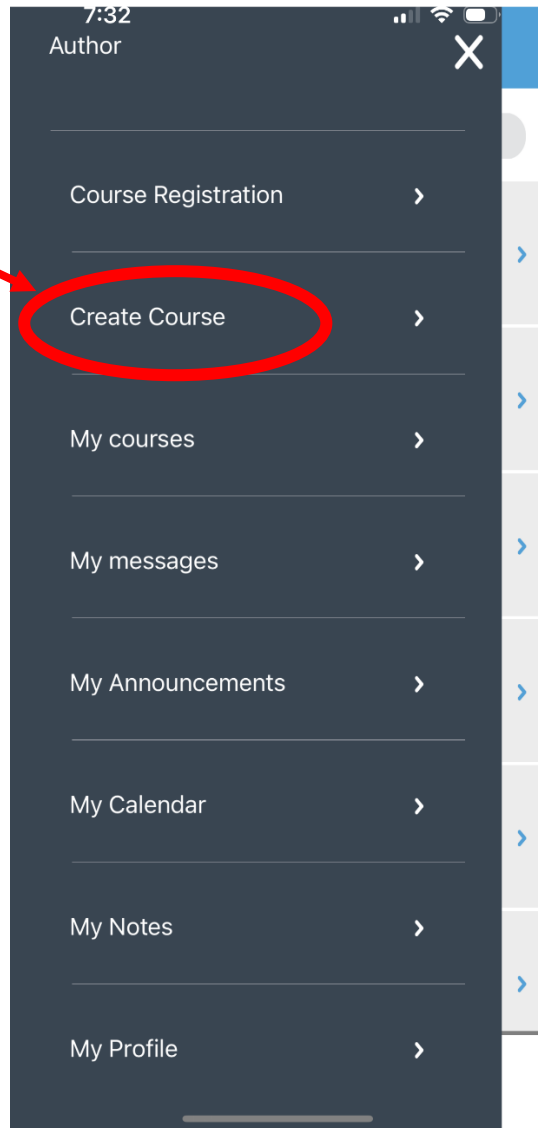 7:32
Author
Course Registration
Create Course
My courses
My messages
My Announcements
My Calendar
My Notes
My Profile